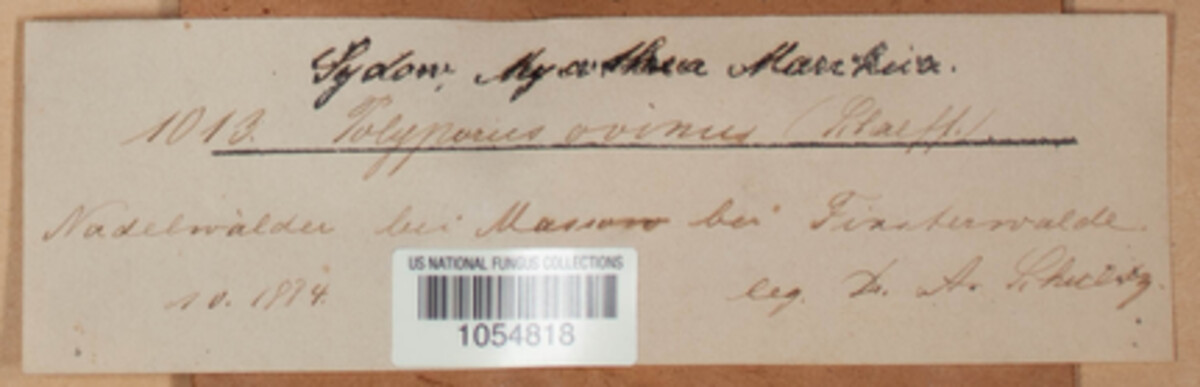 Sydow, Mycotheca Marchica.
1013. Polyporus ovinus (Schaeff.).
Nadelwälder bei Massow bei Finsterwalde.
10. 1884. leg. Dr. A. Schultz.
US NATIONAL FUNGUS COLLECTIONS
1054818